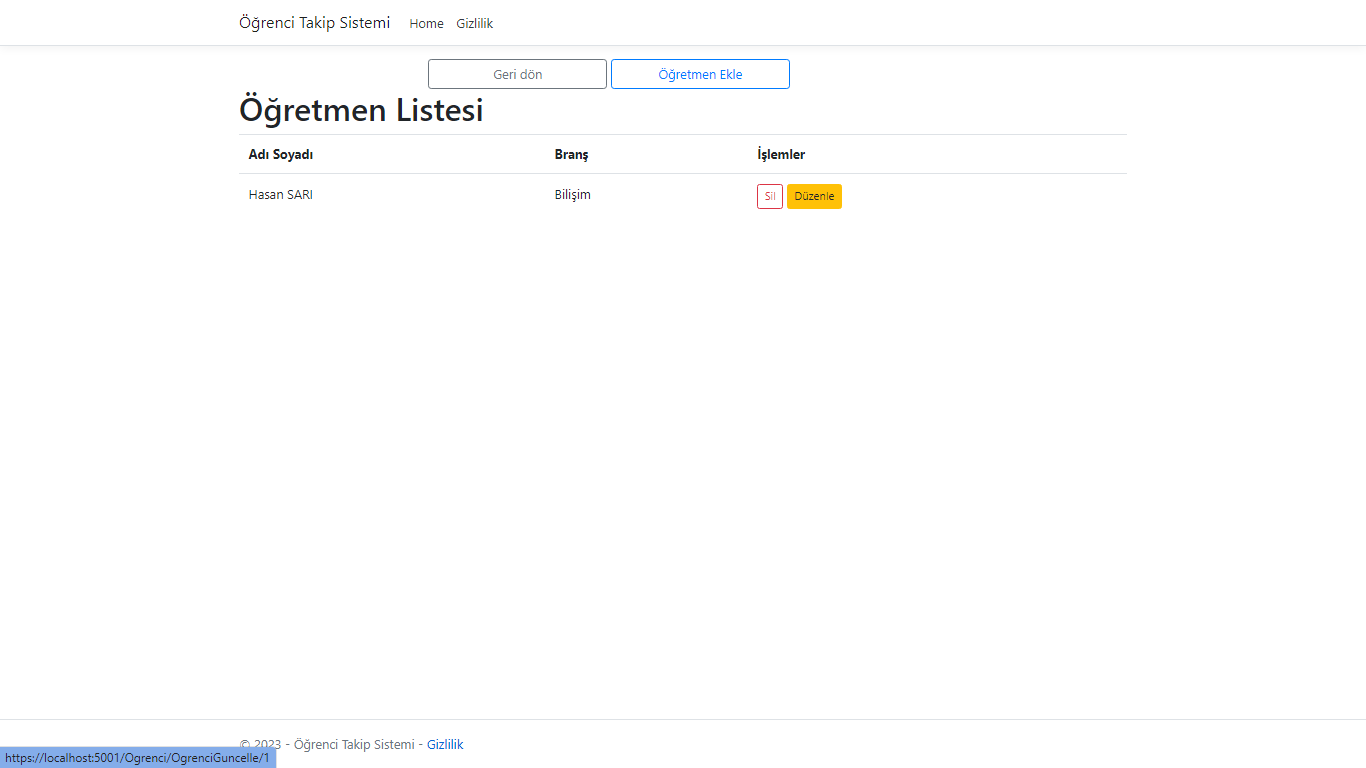 Öğrenci Takip Sistemi Home Gizlilik
Geri dön Öğretmen Ekle
Öğretmen Listesi
Adı Soyadı Branş İşlemler
Hasan SARI Bilişim Sil Düzenle
© 2023 - Öğrenci Takip Sistemi - Gizlilik
https://localhost:5001/Ogrenci/OgrenciGuncelle/1